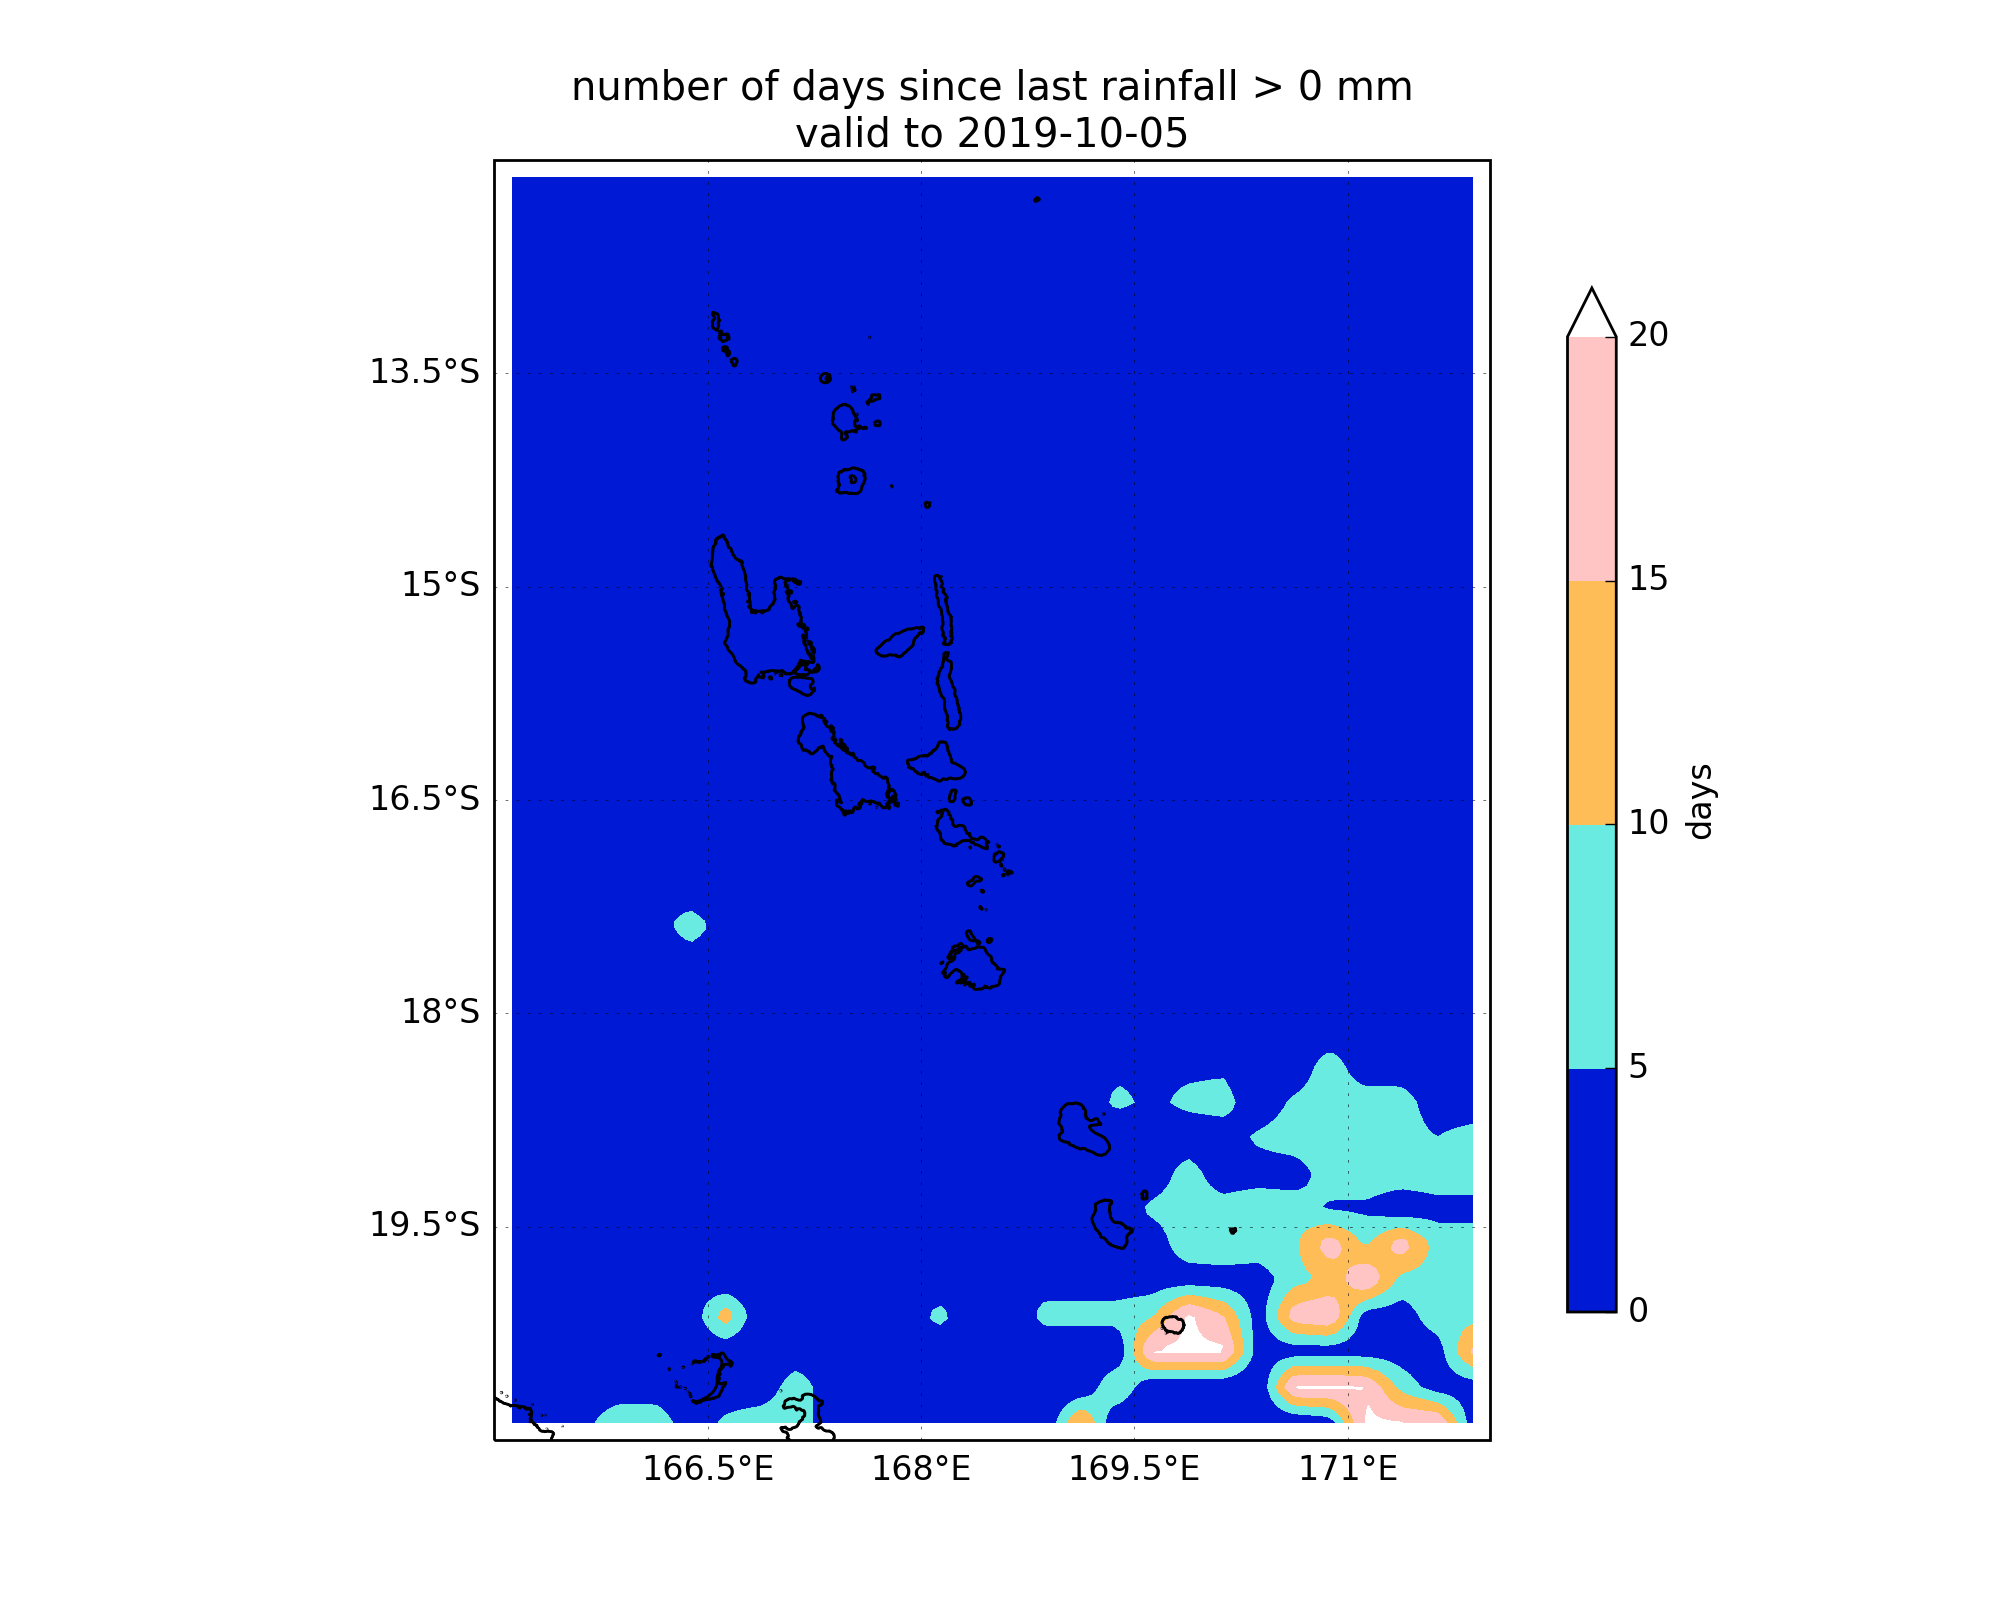 number of days since last rainfall > 0 mm
valid to 2019-10-05
13.5°S
15°S
16.5°S
18°S
19.5°S
166.5°E
168°E
169.5°E
171°E
20
15
10
5
0
days